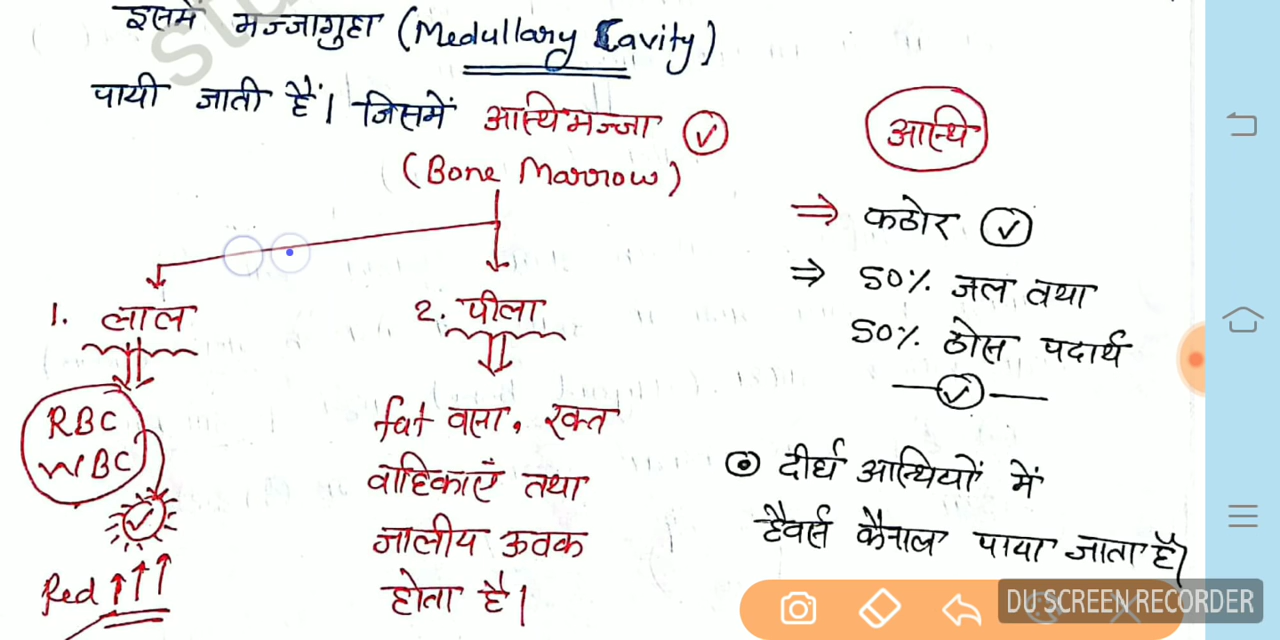 इसमें मज्जागुहा (Medullary Cavity)
पायी जाती हैं। जिसमें अस्थिमज्जा
(Bone Marrow)
1. लाल
2. पीला
RBC
WBC
Red
fat वाला, रक्त
वाहिकाएँ तथा
जालीय ऊतक
होता है।
अस्थि
⇒ कठोर
⇒ 50% जल तथा
50% ठोस पदार्थ
दीर्घ अस्थियों में
हैवर्स कैनाल पाया जाता है।
DU SCREEN RECORDER